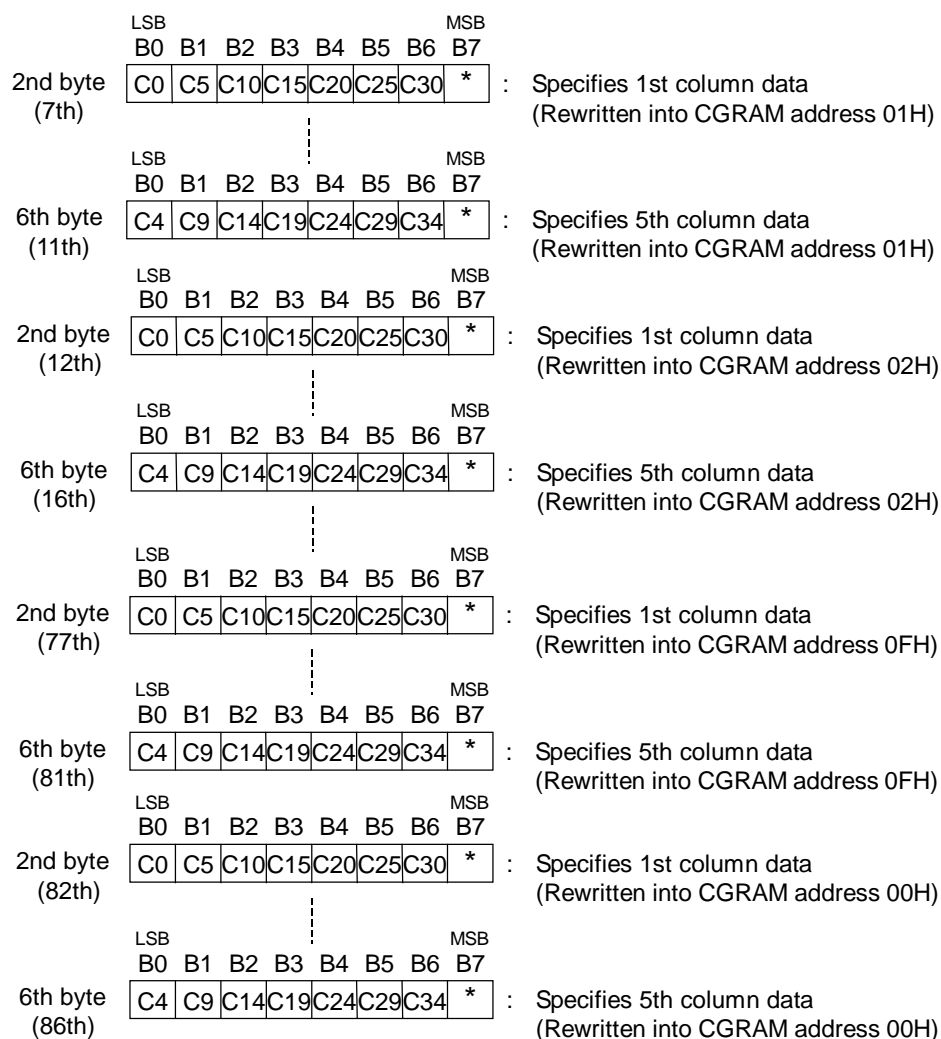 LSB MSB
B0 B1 B2 B3 B4 B5 B6 B7
2nd byte C0 C5 C10 C15 C20 C25 C30 * : Specifies 1st column data
(7th) (Rewritten into CGRAM address 01H)
LSB MSB
B0 B1 B2 B3 B4 B5 B6 B7
6th byte C4 C9 C14 C19 C24 C29 C34 * : Specifies 5th column data
(11th) (Rewritten into CGRAM address 01H)
LSB MSB
B0 B1 B2 B3 B4 B5 B6 B7
2nd byte C0 C5 C10 C15 C20 C25 C30 * : Specifies 1st column data
(12th) (Rewritten into CGRAM address 02H)
LSB MSB
B0 B1 B2 B3 B4 B5 B6 B7
6th byte C4 C9 C14 C19 C24 C29 C34 * : Specifies 5th column data
(16th) (Rewritten into CGRAM address 02H)
LSB MSB
B0 B1 B2 B3 B4 B5 B6 B7
2nd byte C0 C5 C10 C15 C20 C25 C30 * : Specifies 1st column data
(77th) (Rewritten into CGRAM address 0FH)
LSB MSB
B0 B1 B2 B3 B4 B5 B6 B7
6th byte C4 C9 C14 C19 C24 C29 C34 * : Specifies 5th column data
(81th) (Rewritten into CGRAM address 0FH)
LSB MSB
B0 B1 B2 B3 B4 B5 B6 B7
2nd byte C0 C5 C10 C15 C20 C25 C30 * : Specifies 1st column data
(82th) (Rewritten into CGRAM address 00H)
LSB MSB
B0 B1 B2 B3 B4 B5 B6 B7
6th byte C4 C9 C14 C19 C24 C29 C34 * : Specifies 5th column data
(86th) (Rewritten into CGRAM address 00H)